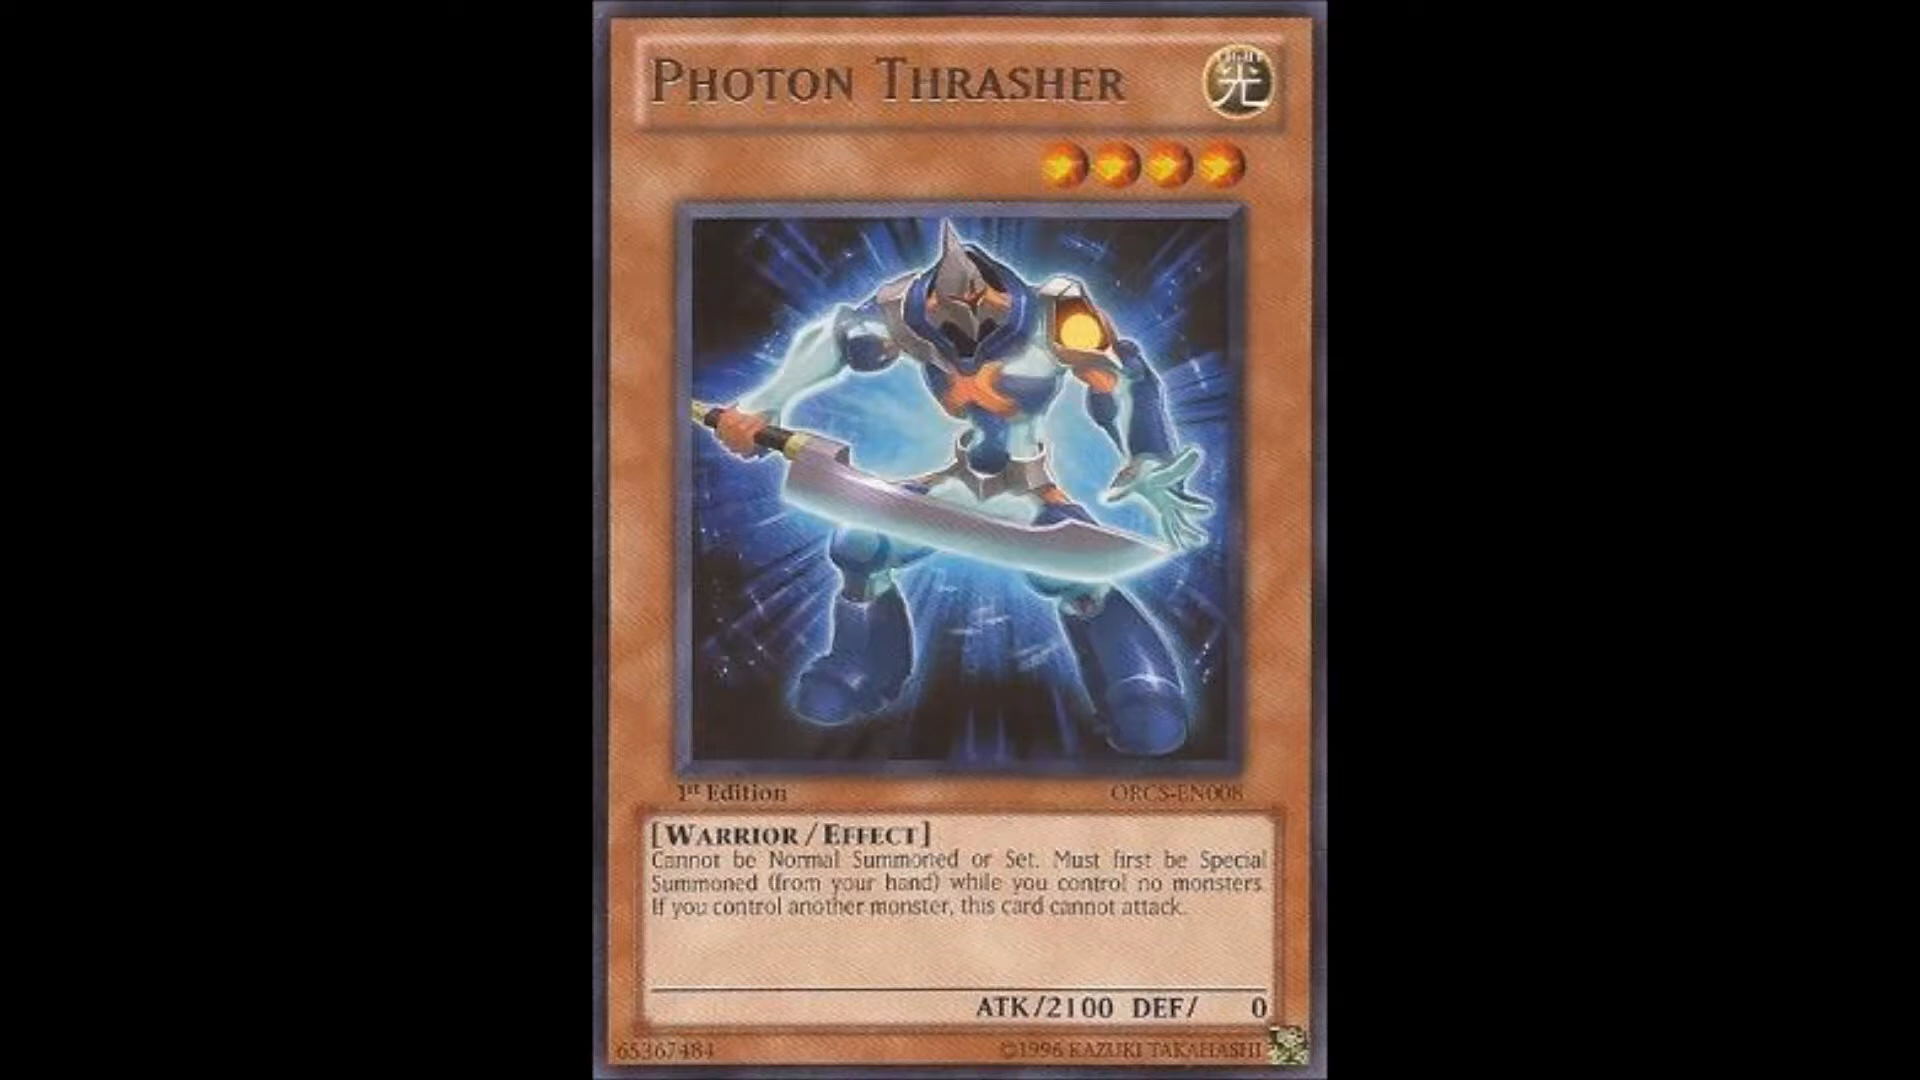 PHOTON THRASHER
LIGHT
光
1st Edition
ORCS-EN008
[WARRIOR/EFFECT]
Cannot be Normal Summoned or Set. Must first be Special
Summoned (from your hand) while you control no monsters.
If you control another monster, this card cannot attack.
ATK/2100 DEF/ 0
65367484
©1996 KAZUKI TAKAHASHI